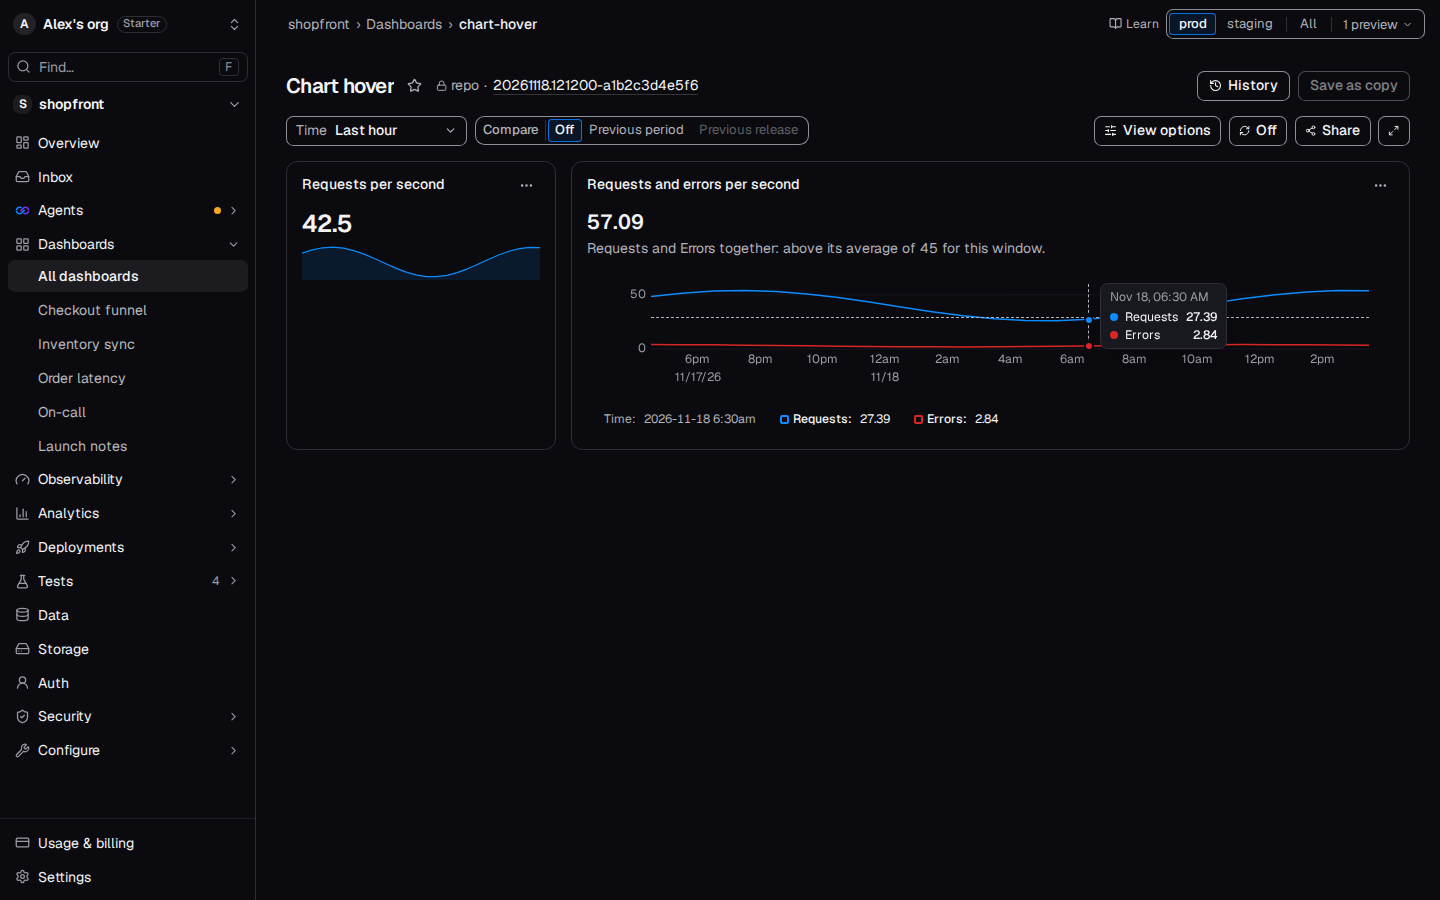 A Alex's org Starter
Find... F
S shopfront
Overview
Inbox
Agents
Dashboards
All dashboards
Checkout funnel
Inventory sync
Order latency
On-call
Launch notes
Observability
Analytics
Deployments
Tests 4
Data
Storage
Auth
Security
Configure
Usage & billing
Settings
shopfront › Dashboards › chart-hover
Learn prod staging All 1 preview
Chart hover repo · 20261118.121200-a1b2c3d4e5f6
History Save as copy
Time Last hour Compare Off Previous period Previous release
View options Off Share
Requests per second
42.5
Requests and errors per second
57.09
Requests and Errors together: above its average of 45 for this window.
50
0
Nov 18, 06:30 AM
Requests 27.39
Errors 2.84
6pm 8pm 10pm 12am 2am 4am 6am 8am 10am 12pm 2pm
11/17/26 11/18
Time: 2026-11-18 6:30am Requests: 27.39 Errors: 2.84